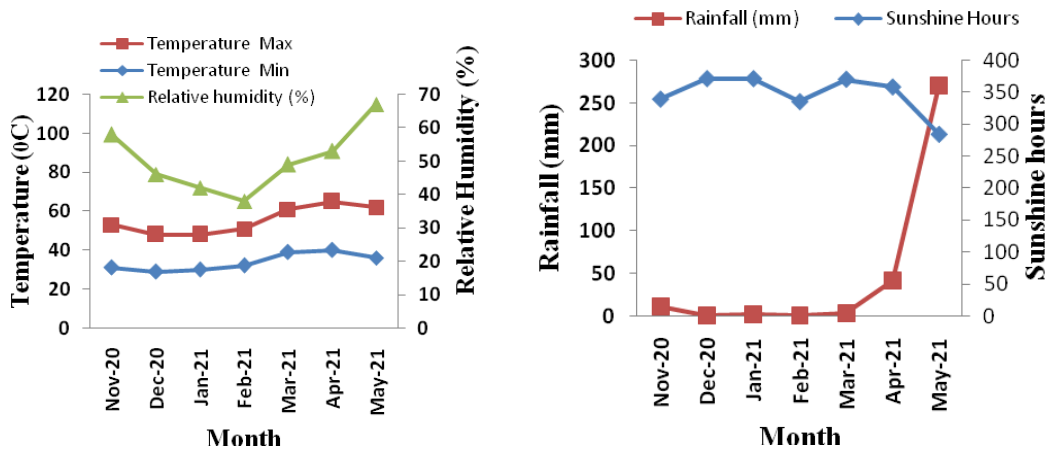 Temperature Max
Temperature Min
Relative humidity (%)
Temperature (0C)
120
100
80
60
40
20
0
Relative Humidity (%)
70
60
50
40
30
20
10
0
Nov-20
Dec-20
Jan-21
Feb-21
Mar-21
Apr-21
May-21
Month
Rainfall (mm)
Sunshine Hours
Rainfall (mm)
300
250
200
150
100
50
0
Sunshine hours
400
350
300
250
200
150
100
50
0
Nov-20
Dec-20
Jan-21
Feb-21
Mar-21
Apr-21
May-21
Month